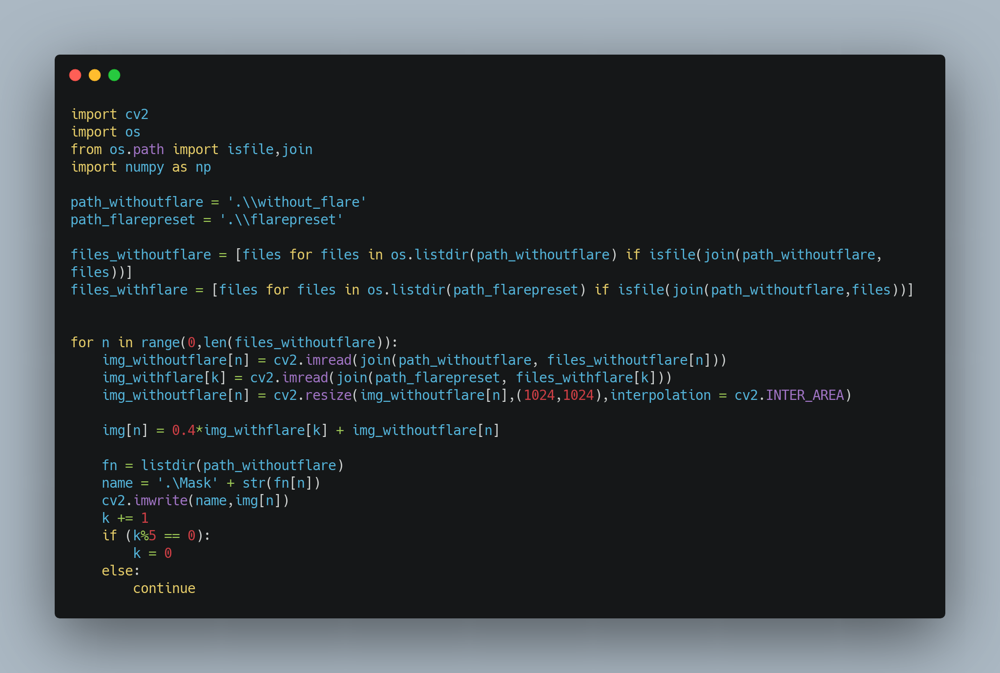 import cv2
import os
from os.path import isfile,join
import numpy as np
path_withoutflare = '.\\without_flare'
path_flarepreset = '.\\flarepreset'
files_withoutflare = [files for files in os.listdir(path_withoutflare) if isfile(join(path_withoutflare,
files))]
files_withflare = [files for files in os.listdir(path_flarepreset) if isfile(join(path_withoutflare,files))]
for n in range(0,len(files_withoutflare)):
    img_withoutflare[n] = cv2.imread(join(path_withoutflare, files_withoutflare[n]))
    img_withflare[k] = cv2.imread(join(path_flarepreset, files_withflare[k]))
    img_withoutflare[n] = cv2.resize(img_withoutflare[n],(1024,1024),interpolation = cv2.INTER_AREA)
    img[n] = 0.4*img_withflare[k] + img_withoutflare[n]
    fn = listdir(path_withoutflare)
    name = '.\Mask' + str(fn[n])
    cv2.imwrite(name,img[n])
    k += 1
    if (k%5 == 0):
        k = 0
    else:
        continue